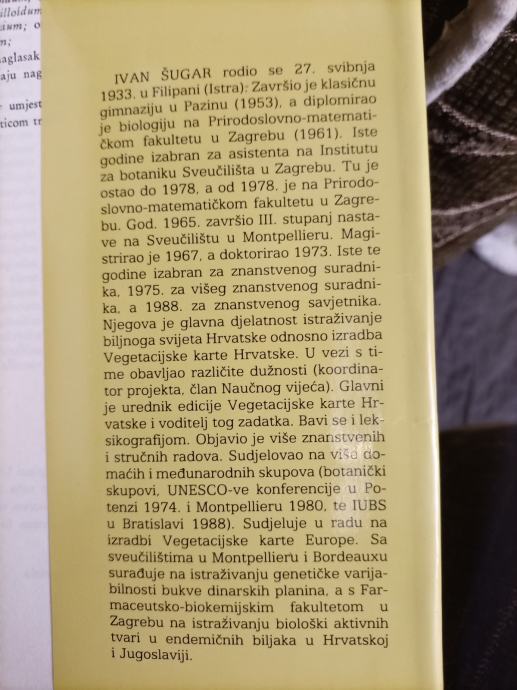 illoidum
n;
naglasak
aju nag
umjest
ticom tr
IVAN ŠUGAR rodio se 27. svibnja
1933. u Filipani (Istra). Završio je klasičnu
gimnaziju u Pazinu (1953), a diplomirao
je biologiju na Prirodoslovno-matemati-
čkom fakultetu u Zagrebu (1961). Iste
godine izabran za asistenta na Institutu
za botaniku Sveučilišta u Zagrebu. Tu je
ostao do 1978, a od 1978. je na Prirodo-
slovno-matematičkom fakultetu u Zagre-
bu. God. 1965. završio III. stupanj nasta-
ve na Sveučilištu u Montpellieru. Magi-
strirao je 1967, a doktorirao 1973. Iste te
godine izabran za znanstvenog suradni-
ka, 1975. za višeg znanstvenog suradni-
ka, a 1988. za znanstvenog savjetnika.
Njegova je glavna djelatnost istraživanje
biljnoga svijeta Hrvatske odnosno izradba
Vegetacijske karte Hrvatske. U vezi s ti-
me obavljao različite dužnosti (koordina-
tor projekta, član Naučnog vijeća). Glavni
je urednik edicije Vegetacijske karte Hr-
vatske i voditelj tog zadatka. Bavi se i lek-
sikografijom. Objavio je više znanstvenih
i stručnih radova. Sudjelovao na više do-
maćih i međunarodnih skupova (botanički
skupovi, UNESCO-ve konferencije u Po-
tenzi 1974. i Montpellieru 1980, te IUBS
u Bratislavi 1988). Sudjeluje u radu na
izradbi Vegetacijske karte Europe. Sa
sveučilištima u Montpellieru i Bordeauxu
surađuje na istraživanju genetičke varija-
bilnosti bukve dinarskih planina, a s Far-
maceutsko-biokemijskim fakultetom u
Zagrebu na istraživanju biološki aktivnih
tvari u endemičnih biljaka u Hrvatskoj
i Jugoslaviji.